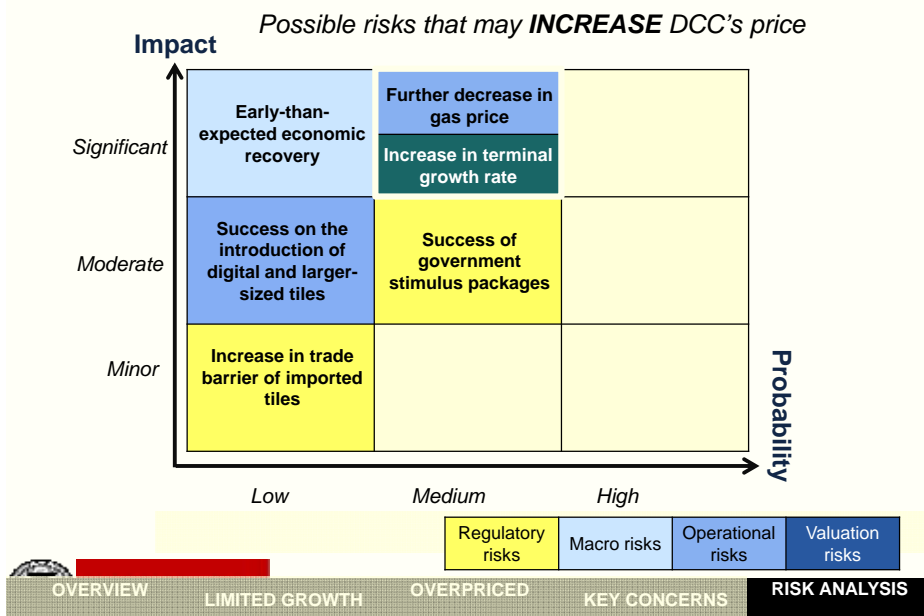 Possible risks that may INCREASE DCC's price
Impact
Significant
Early-than-
expected economic
recovery
Further decrease in
gas price
Increase in terminal
growth rate
Moderate
Success on the
introduction of
digital and larger-
sized tiles
Success of
government
stimulus packages
Minor
Increase in trade
barrier of imported
tiles
Probability
Low
Medium
High
Regulatory
risks
Macro risks
Operational
risks
Valuation
risks
OVERVIEW
LIMITED GROWTH
OVERPRICED
KEY CONCERNS
RISK ANALYSIS